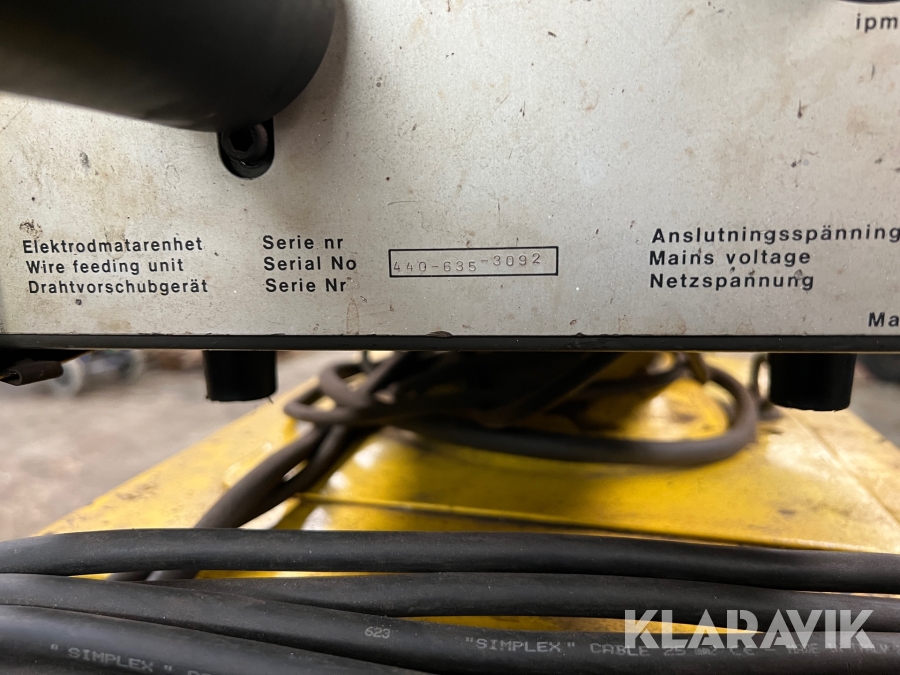 ipm
Elektrodmatarenhet
Wire feeding unit
Drahtvorschubgerät
Serie nr
Serial No
Serie Nr
440-635-3092
Anslutningsspänning
Mains voltage
Netzspannung
Ma
623
"SIMPLEX" CABLE 25
" SIMPLEX "
KLARAVIK